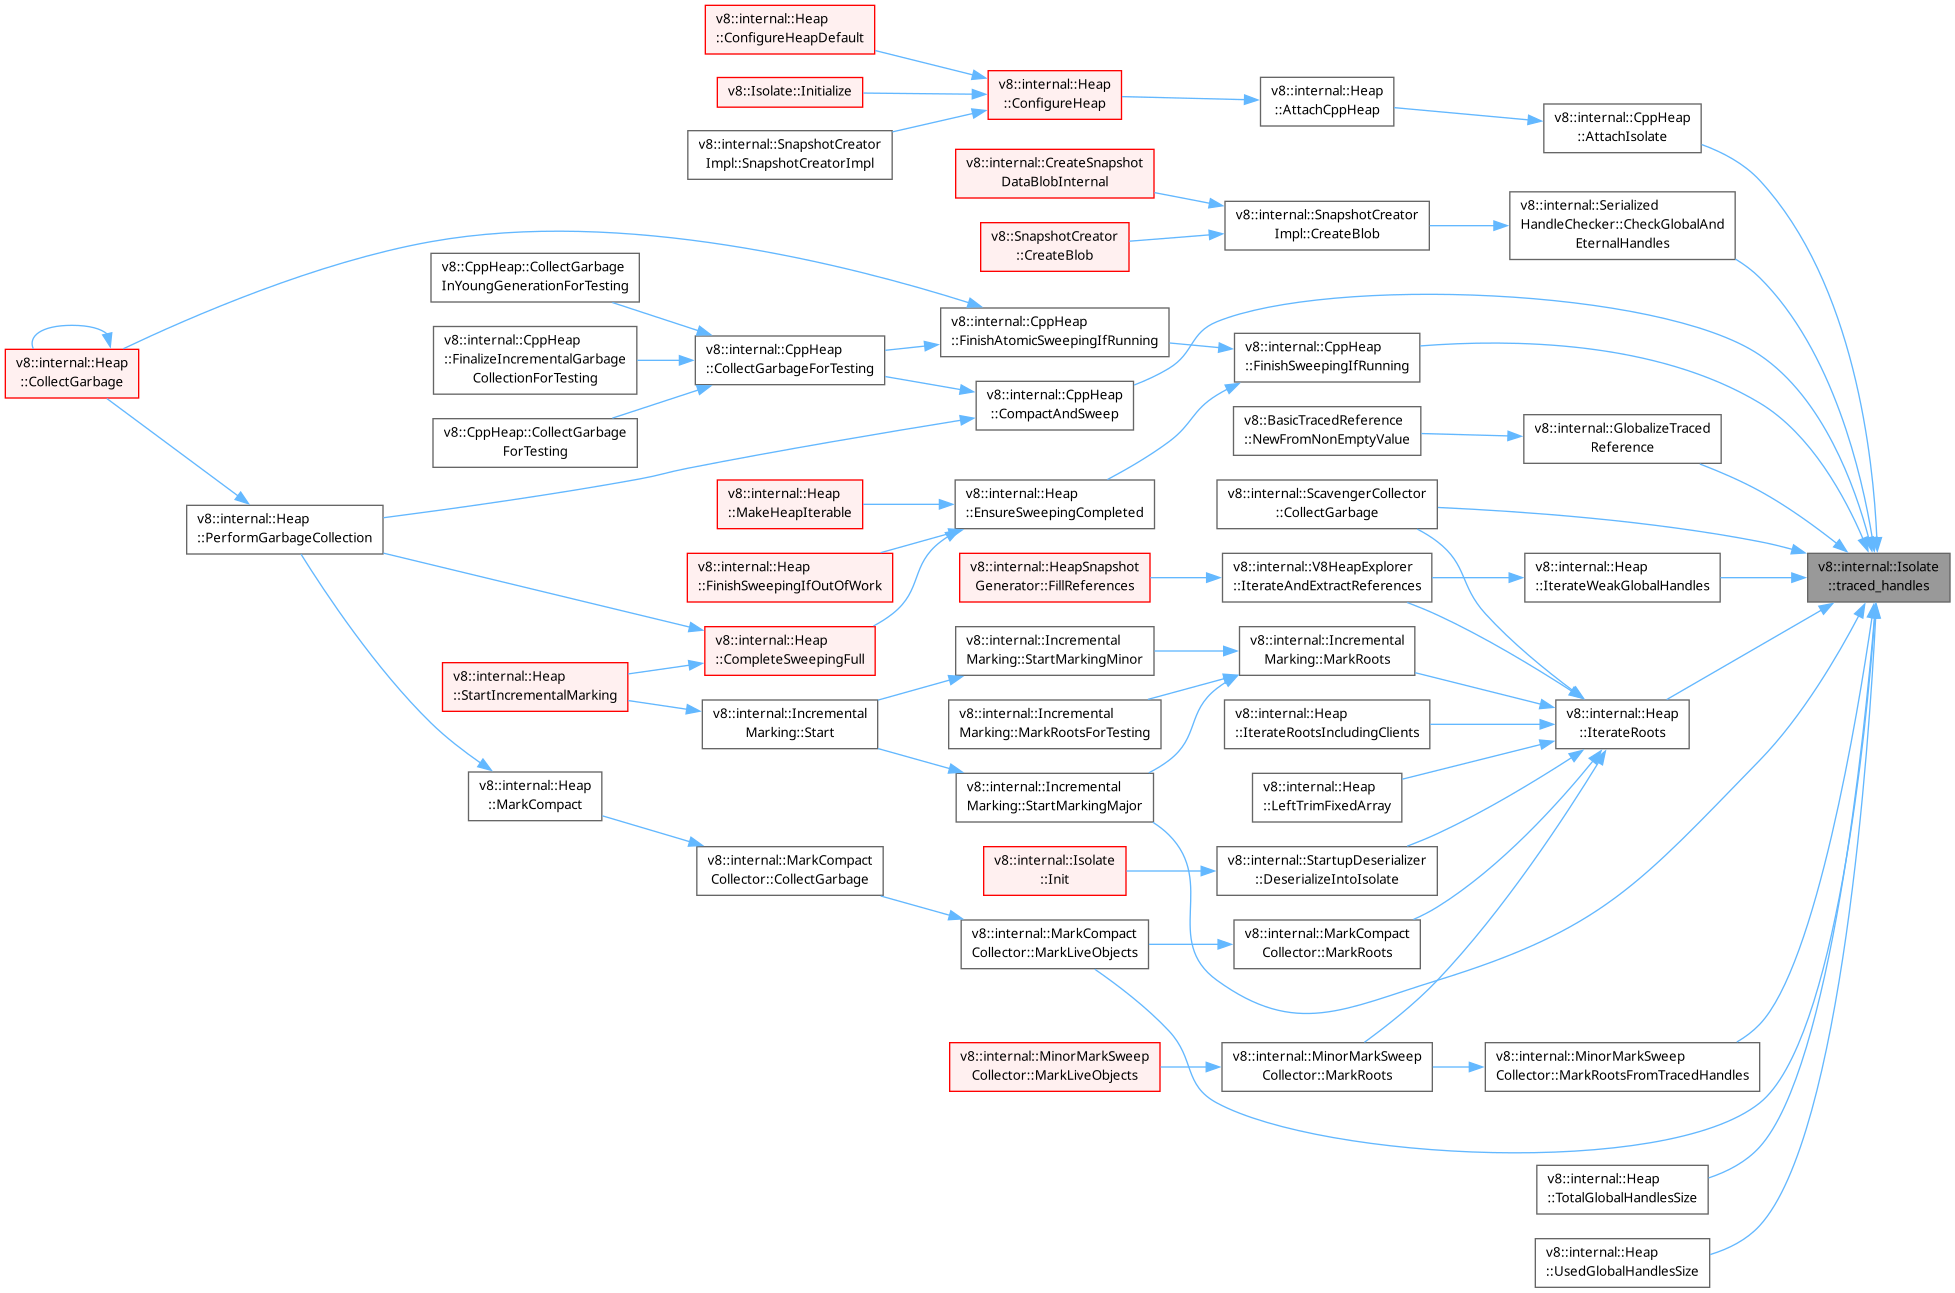 v8::internal::Heap
::ConfigureHeapDefault
v8::Isolate::Initialize
v8::internal::SnapshotCreator
Impl::SnapshotCreatorImpl
v8::internal::Heap
::ConfigureHeap
v8::internal::Heap
::AttachCppHeap
v8::internal::CppHeap
::AttachIsolate
v8::internal::CreateSnapshot
DataBlobInternal
v8::SnapshotCreator
::CreateBlob
v8::internal::SnapshotCreator
Impl::CreateBlob
v8::internal::Serialized
HandleChecker::CheckGlobalAnd
EternalHandles
v8::CppHeap::CollectGarbage
InYoungGenerationForTesting
v8::internal::CppHeap
::FinalizeIncrementalGarbage
CollectionForTesting
v8::CppHeap::CollectGarbage
ForTesting
v8::internal::Heap
::CollectGarbage
v8::internal::CppHeap
::CollectGarbageForTesting
v8::internal::CppHeap
::FinishAtomicSweepingIfRunning
v8::internal::CppHeap
::CompactAndSweep
v8::internal::CppHeap
::FinishSweepingIfRunning
v8::BasicTracedReference
::NewFromNonEmptyValue
v8::internal::GlobalizeTraced
Reference
v8::internal::Heap
::PerformGarbageCollection
v8::internal::Heap
::MakeHeapIterable
v8::internal::Heap
::EnsureSweepingCompleted
v8::internal::ScavengerCollector
::CollectGarbage
v8::internal::Heap
::FinishSweepingIfOutOfWork
v8::internal::HeapSnapshot
Generator::FillReferences
v8::internal::V8HeapExplorer
::IterateAndExtractReferences
v8::internal::Heap
::IterateWeakGlobalHandles
v8::internal::Isolate
::traced_handles
v8::internal::Heap
::CompleteSweepingFull
v8::internal::Heap
::StartIncrementalMarking
v8::internal::Incremental
Marking::StartMarkingMinor
v8::internal::Incremental
Marking::MarkRoots
v8::internal::Incremental
Marking::Start
v8::internal::Incremental
Marking::MarkRootsForTesting
v8::internal::Heap
::IterateRootsIncludingClients
v8::internal::Heap
::IterateRoots
v8::internal::Heap
::MarkCompact
v8::internal::Incremental
Marking::StartMarkingMajor
v8::internal::Heap
::LeftTrimFixedArray
v8::internal::MarkCompact
Collector::CollectGarbage
v8::internal::Isolate
::Init
v8::internal::StartupDeserializer
::DeserializeIntoIsolate
v8::internal::MarkCompact
Collector::MarkLiveObjects
v8::internal::MarkCompact
Collector::MarkRoots
v8::internal::MinorMarkSweep
Collector::MarkLiveObjects
v8::internal::MinorMarkSweep
Collector::MarkRoots
v8::internal::MinorMarkSweep
Collector::MarkRootsFromTracedHandles
v8::internal::Heap
::TotalGlobalHandlesSize
v8::internal::Heap
::UsedGlobalHandlesSize